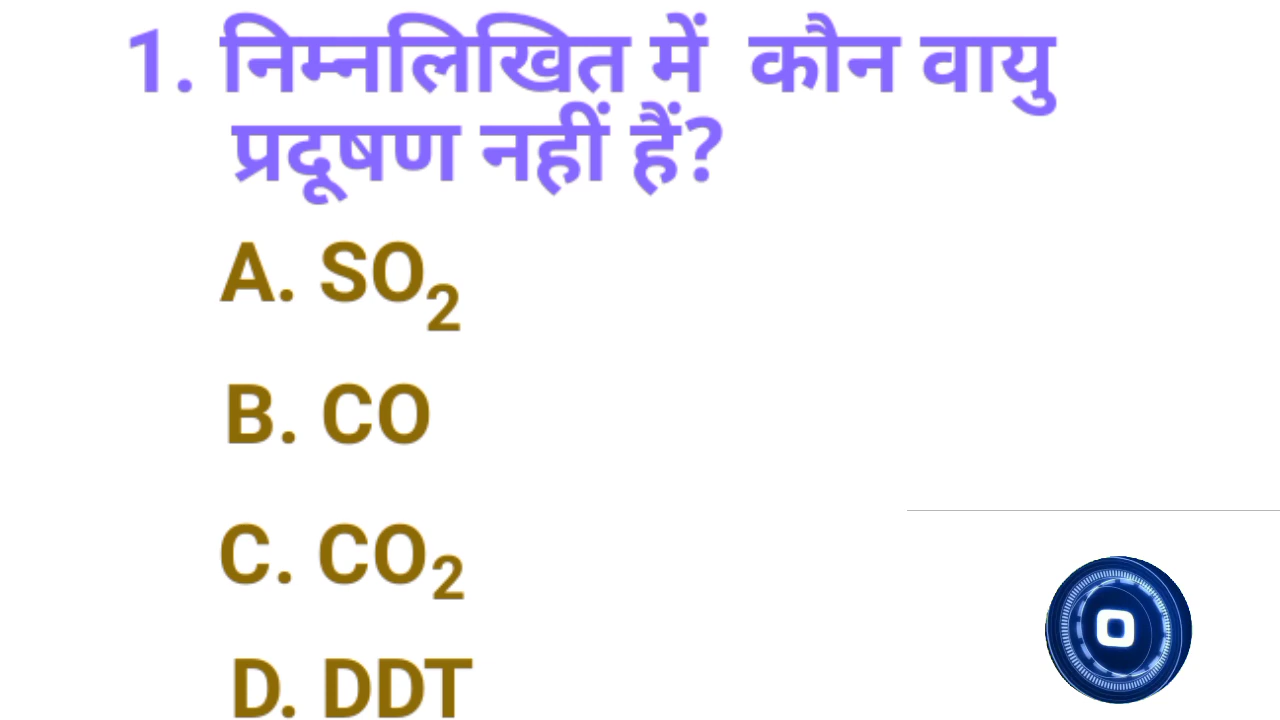 1. निम्नलिखित में कौन वायु
प्रदूषण नहीं हैं?
A. SO₂
B. CO
C. CO₂
D. DDT